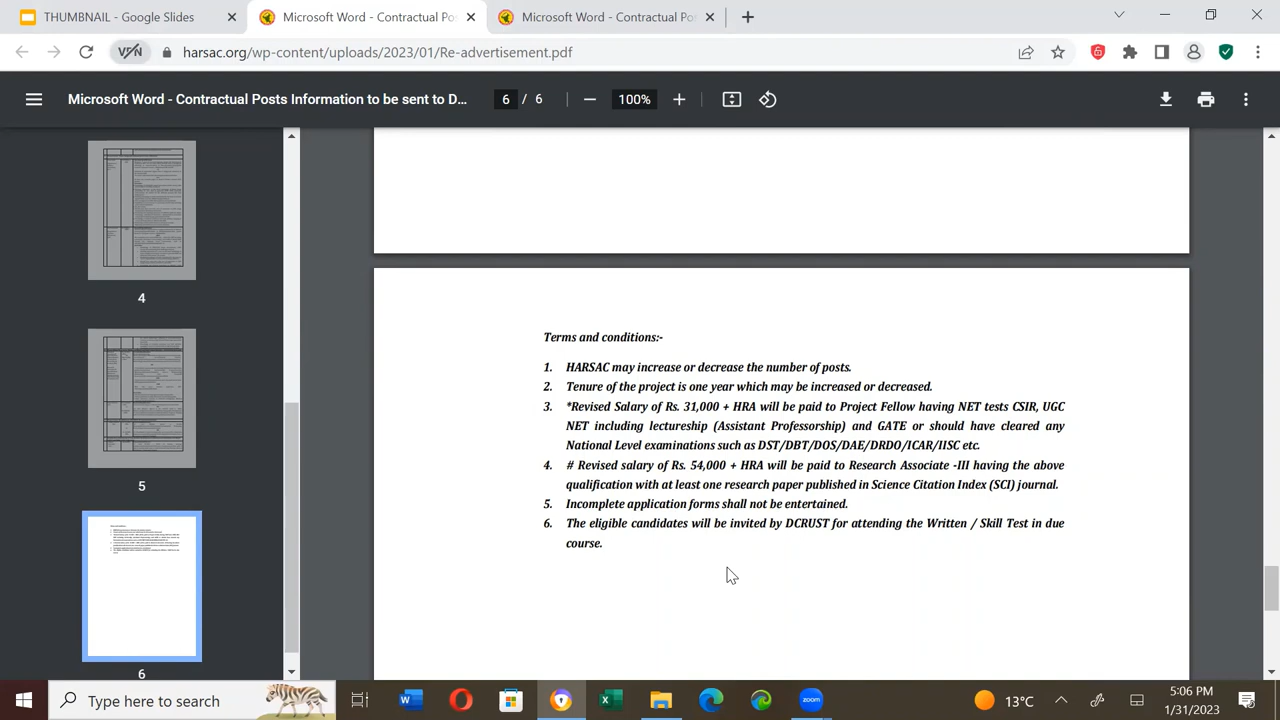 THUMBNAIL - Google Slides
Microsoft Word - Contractual Po
Microsoft Word - Contractual Po
VPN
harsac.org/wp-content/uploads/2023/01/Re-advertisement.pdf
Microsoft Word - Contractual Posts Information to be sent to D...
6 / 6
100%
4
5
6
Terms and conditions:-
1. HARSAC may increase or decrease the number of posts.
2. Tenure of the project is one year which may be increased or decreased.
3. *Revised Salary of Rs. 31,000 + HRA will be paid to Project Fellow having NET tests CSIR, UGC
NET including lectureship (Assistant Professorship) and GATE or should have cleared any
National Level examinations such as DST/DBT/DOS/DAE/DRDO/ICAR/IISC etc.
4. # Revised salary of Rs. 54,000 + HRA will be paid to Research Associate -III having the above
qualification with at least one research paper published in Science Citation Index (SCI) journal.
5. Incomplete application forms shall not be entertained.
6. The eligible candidates will be invited by DCRUST for attending the Written / Skill Test in due
course.
Type here to search
zoom
13°C
5:06 PM
1/31/2023